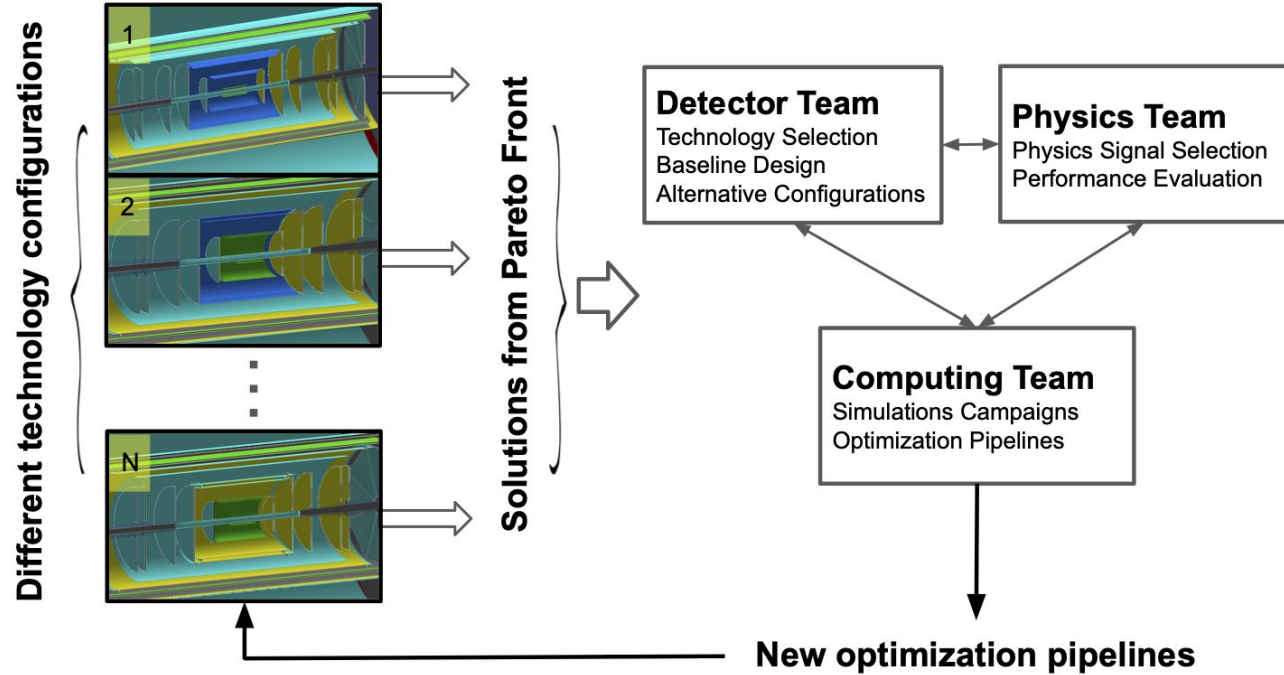 Different technology configurations
1
2
N
Solutions from Pareto Front
Detector Team
Technology Selection
Baseline Design
Alternative Configurations
Physics Team
Physics Signal Selection
Performance Evaluation
Computing Team
Simulations Campaigns
Optimization Pipelines
New optimization pipelines